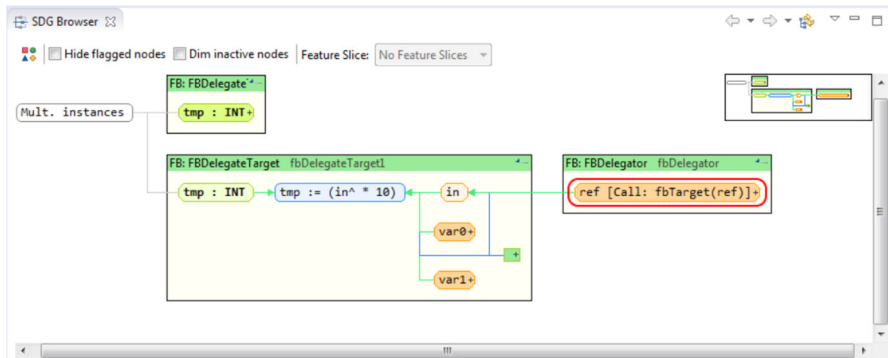 SDG Browser
Hide flagged nodes Dim inactive nodes Feature Slice: No Feature Slices
FB: FBDelegate
Mult. instances
tmp : INT+
FB: FBDelegateTarget fbDelegateTarget1
FB: FBDelegator fbDelegator
tmp : INT
tmp := (in^ * 10)
in
ref [Call: fbTarget(ref)]+
var0+
+
var1+